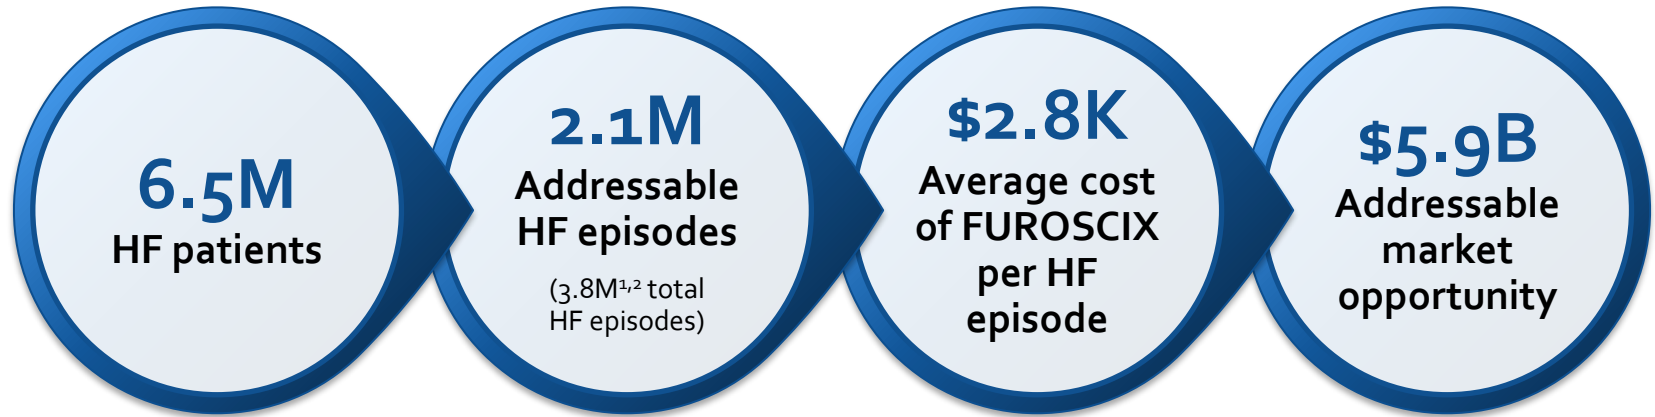 6.5M
HF patients
2.1M
Addressable
HF episodes
(3.8M¹,² total
HF episodes)
$2.8K
Average cost
of FUROSCIX
per HF
episode
$5.9B
Addressable
market
opportunity